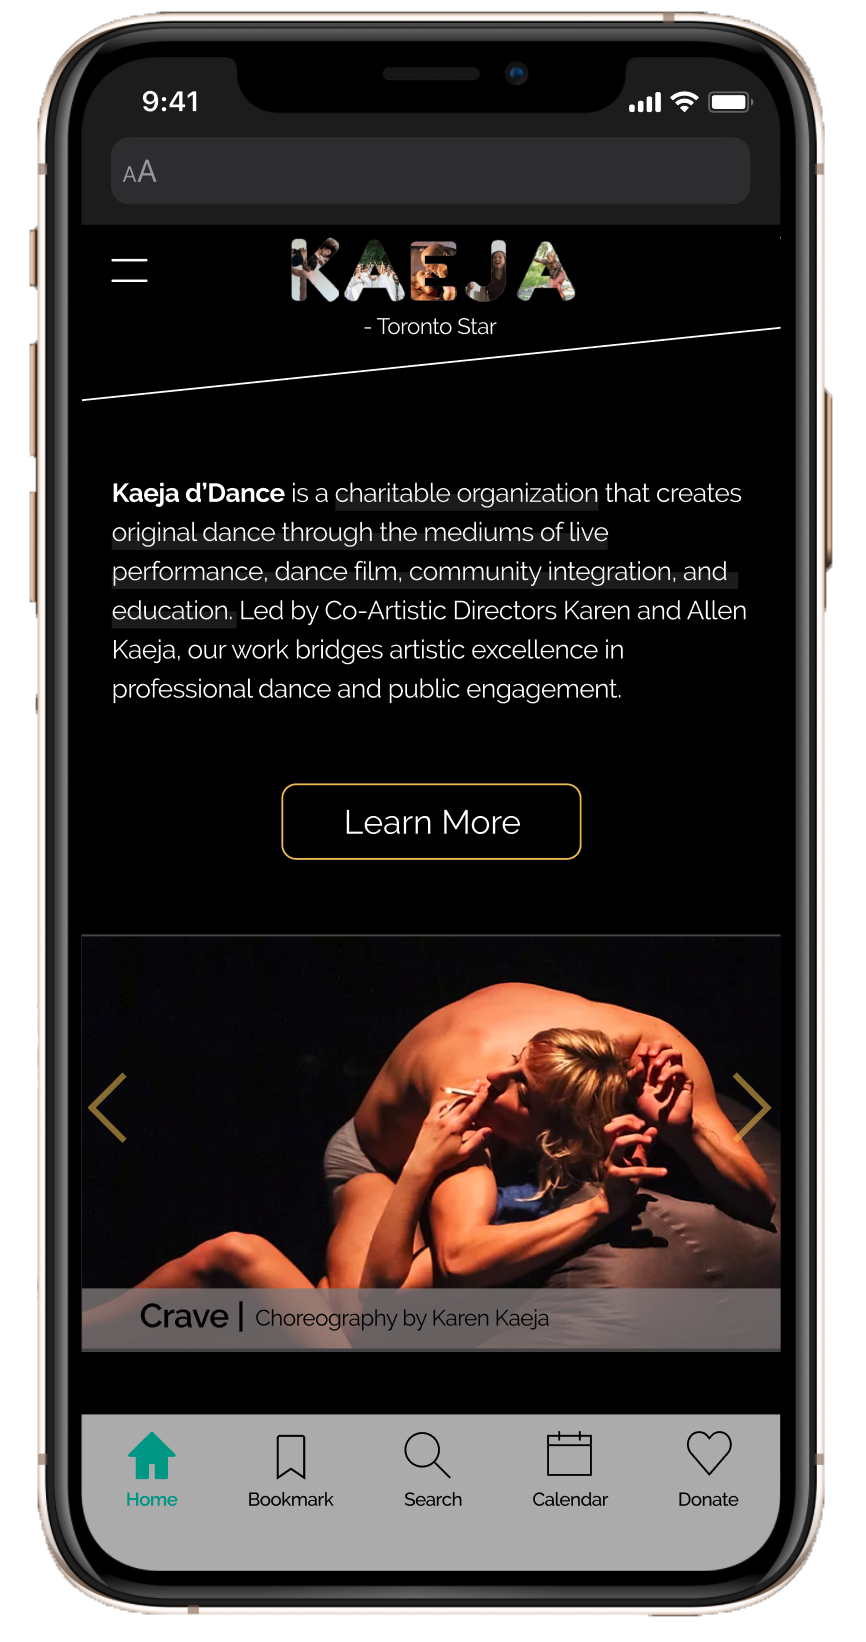 9:41
AA
KAEJA
- Toronto Star
Kaeja d'Dance is a charitable organization that creates
original dance through the mediums of live
performance, dance film, community integration, and
education. Led by Co-Artistic Directors Karen and Allen
Kaeja, our work bridges artistic excellence in
professional dance and public engagement.
Learn More
Crave | Choreography by Karen Kaeja
Home Bookmark Search Calendar Donate